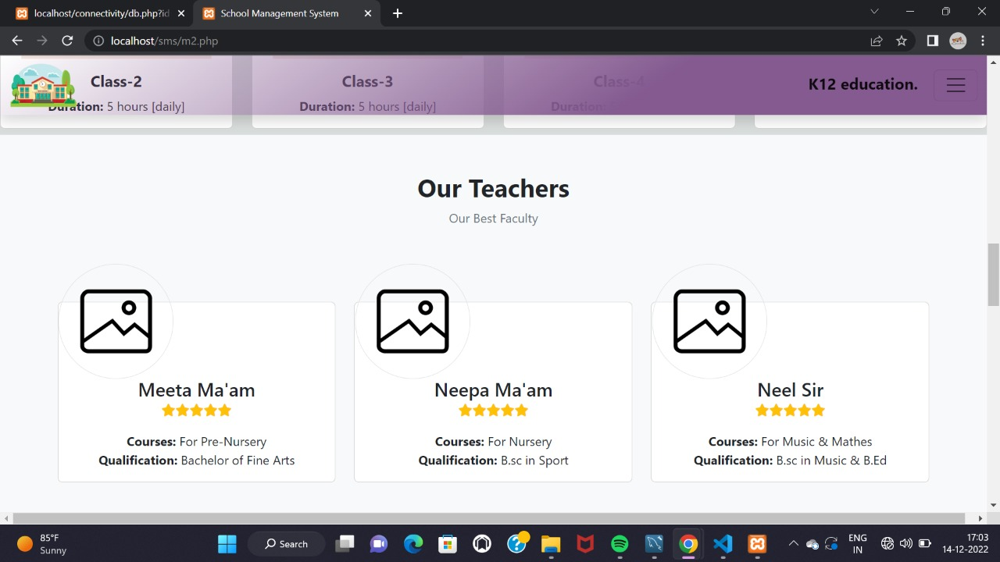 localhost/connectivity/db.php?id
School Management System
localhost/sms/m2.php
Class-2
Class-3
Class-4
K12 education.
Duration: 5 hours [daily]
Duration: 5 hours [daily]
Duration:
Our Teachers
Our Best Faculty
Meeta Ma'am
Neepa Ma'am
Neel Sir
Courses: For Pre-Nursery
Courses: For Nursery
Courses: For Music & Mathes
Qualification: Bachelor of Fine Arts
Qualification: B.sc in Sport
Qualification: B.sc in Music & B.Ed
85°F
Sunny
Search
ENG
IN
17:03
14-12-2022